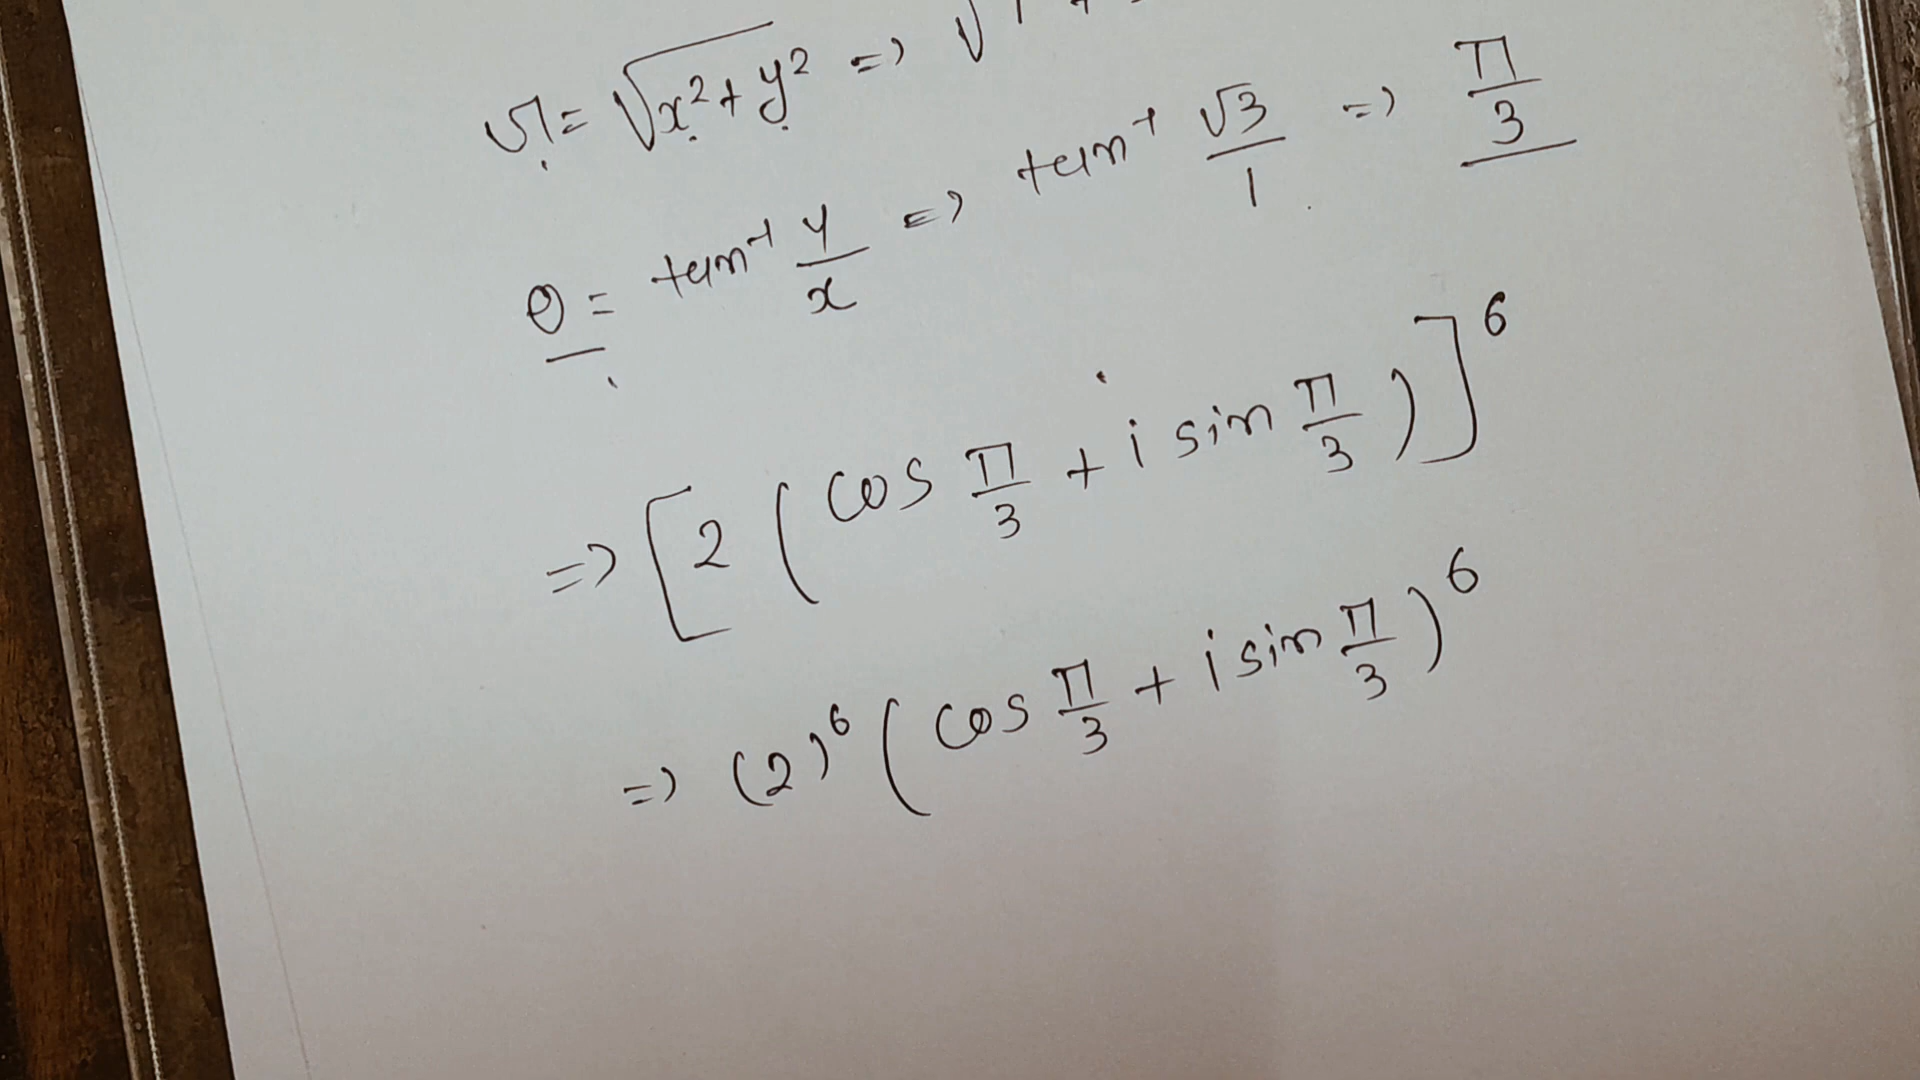 r = √x²+y² => √1+
θ = tan⁻¹ y/x => tan⁻¹ √3/1 => π/3
=> [2 (cos π/3 + i sin π/3)]⁶
=> (2)⁶ (cos π/3 + i sin π/3)⁶